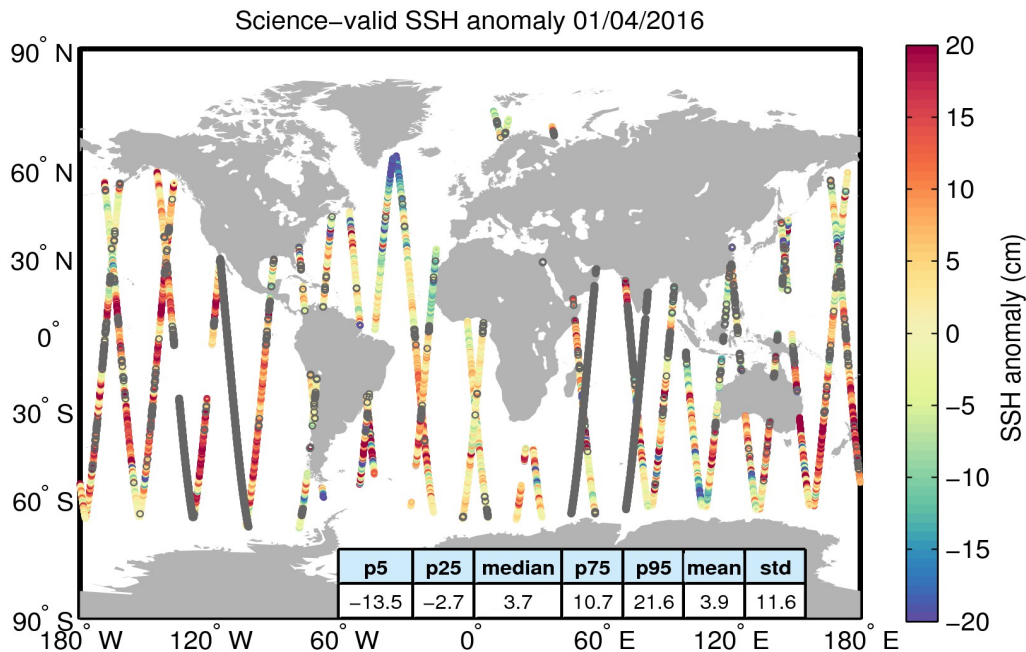 Science−valid SSH anomaly 01/04/2016
90° N
60° N
30° N
0°
30° S
60° S
90° S
180° W
120° W
60° W
0°
60° E
120° E
180° E
p5 p25 median p75 p95 mean std
−13.5 −2.7 3.7 10.7 21.6 3.9 11.6
20
15
10
5
0
−5
−10
−15
−20
SSH anomaly (cm)